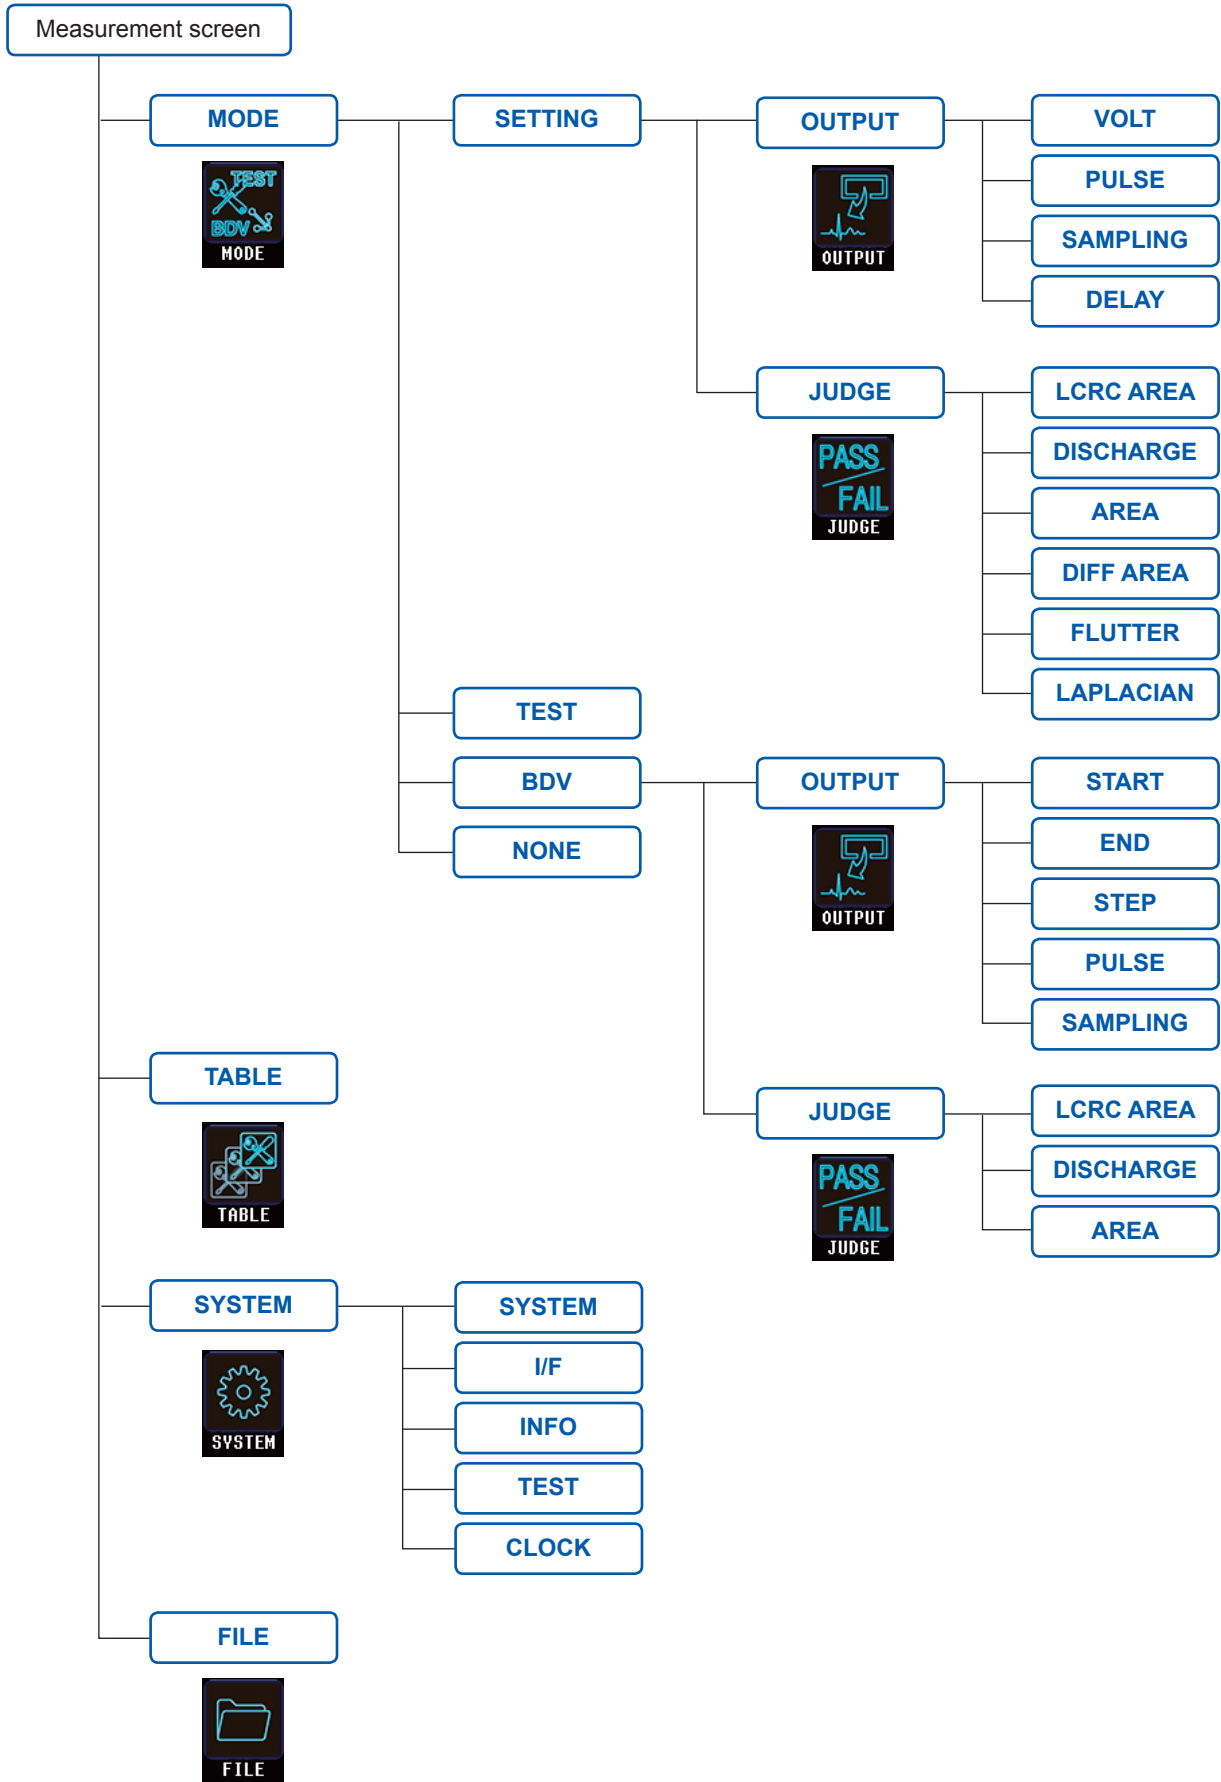 Measurement screen
MODE
SETTING
OUTPUT
VOLT
TEST
BDV
MODE
OUTPUT
PULSE
SAMPLING
DELAY
JUDGE
LCRC AREA
PASS
FAIL
JUDGE
DISCHARGE
AREA
DIFF AREA
FLUTTER
LAPLACIAN
TEST
BDV
OUTPUT
START
NONE
OUTPUT
END
STEP
PULSE
SAMPLING
TABLE
TABLE
JUDGE
LCRC AREA
PASS
FAIL
JUDGE
DISCHARGE
AREA
SYSTEM
SYSTEM
SYSTEM
I/F
INFO
TEST
CLOCK
FILE
FILE